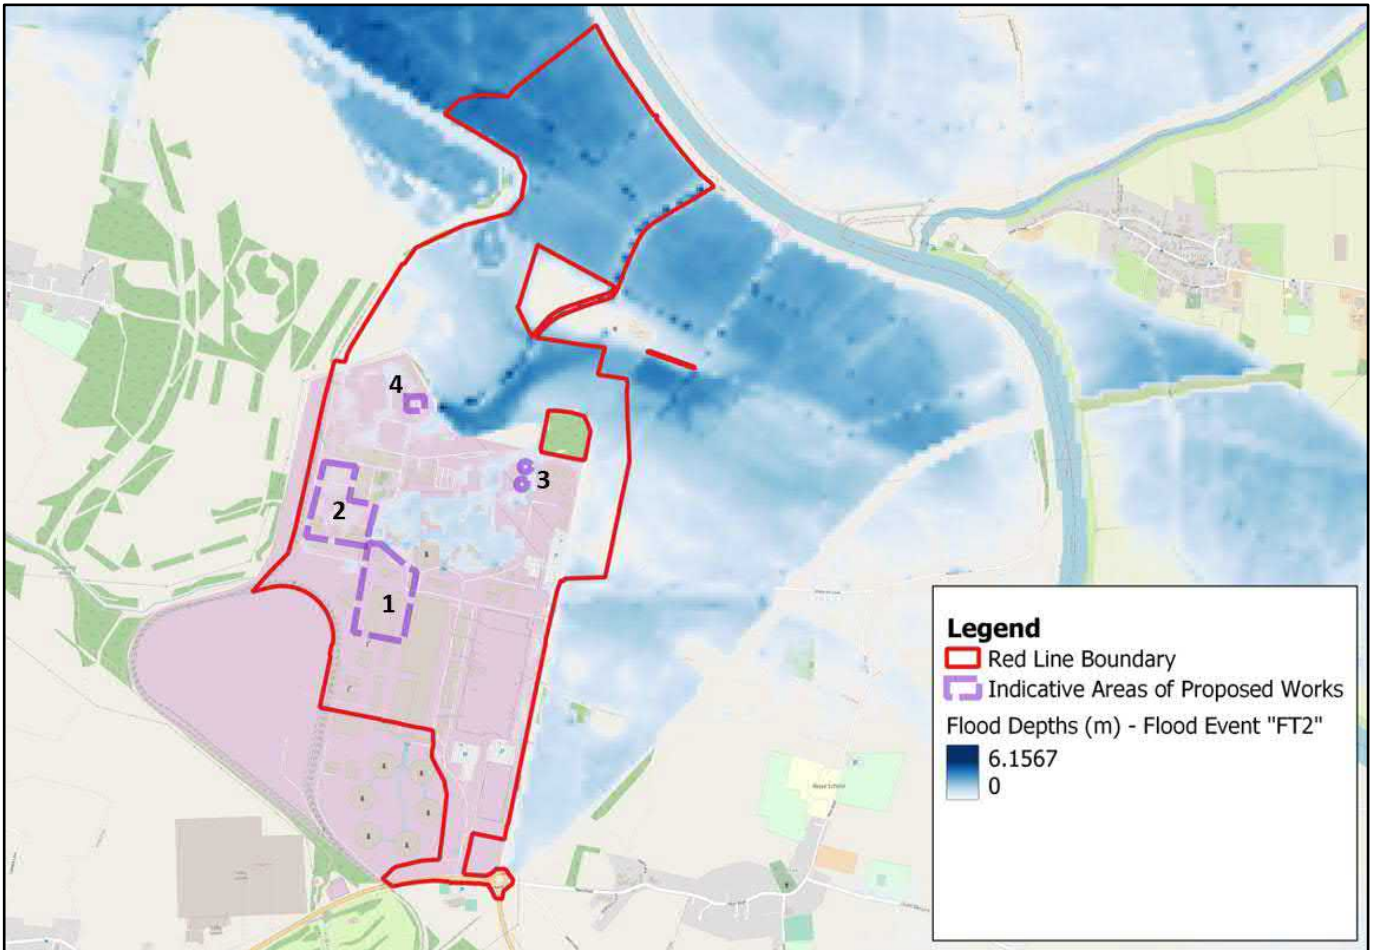 4
3
2
1
Legend
Red Line Boundary
Indicative Areas of Proposed Works
Flood Depths (m) - Flood Event "FT2"
6.1567
0